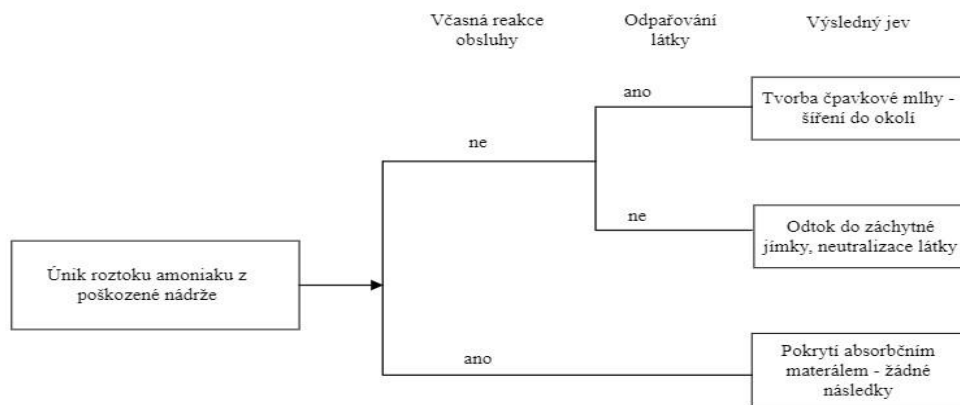 Včasná reakce
obsluhy
Odpařování
látky
Výsledný jev
ano
Tvorba čpavkové mlhy -
šíření do okolí
ne
ne
Odtok do záchytné
jímky, neutralizace látky
Únik roztoku amoniaku z
poškozené nádrže
ano
Pokrytí absorbčním
materálem - žádné
následky